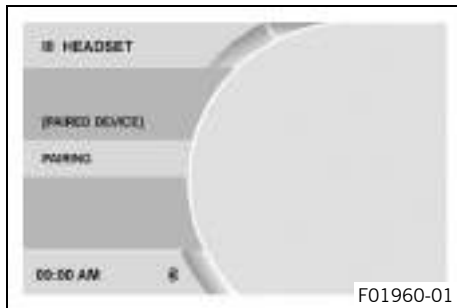 HEADSET
[PAIRED DEVICE]
PAIRING
00:00 AM
F01960-01